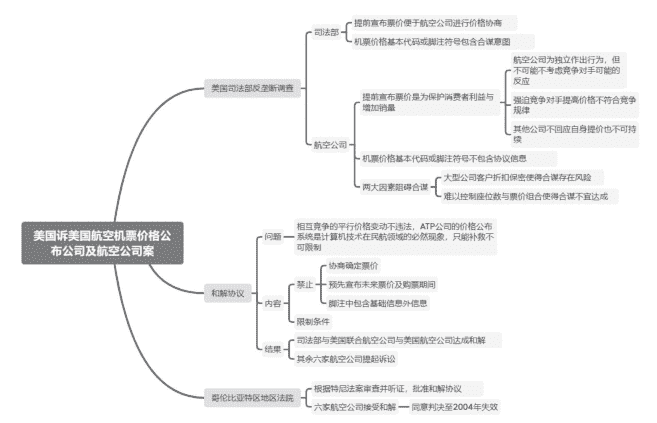 美国诉美国航空机票价格公
布公司及航空公司案
美国司法部反垄断调查
司法部
提前宣布票价便于航空公司进行价格协商
机票价格基本代码或脚注符号包含合谋意图
航空公司
提前宣布票价是为保护消费者利益与
增加销量
航空公司为独立作出行为，但
不可能不考虑竞争对手可能的
反应
强迫竞争对手提高价格不符合竞争
规律
其他公司不回应自身提价也不可持
续
机票价格基本代码或脚注符号不包含协议信息
两大因素阻碍合谋
大型公司客户折扣保密使得合谋存在风险
难以控制座位数与票价组合使得合谋不宜达成
和解协议
问题
相互竞争的平行价格变动不违法，ATP公司的价格公布
系统是计算机技术在民航领域的必然现象，只能补救不
可限制
内容
禁止
协商确定票价
预先宣布未来票价及购票期间
脚注中包含基础信息外信息
限制条件
结果
司法部与美国联合航空公司与美国航空公司达成和解
其余六家航空公司提起诉讼
哥伦比亚特区地区法院
根据特尼法案审查并听证，批准和解协议
六家航空公司接受和解
同意判决至2004年失效